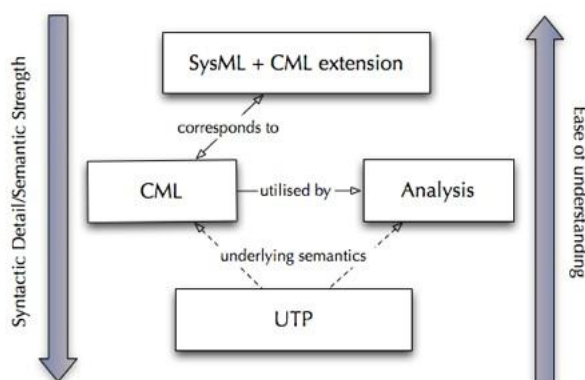 SysML + CML extension
corresponds to
CML
utilised by
Analysis
underlying semantics
UTP
Syntactic Detail/Semantic Strength
Ease of understanding